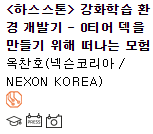 <하스스톤> 강화학습 환
경 개발기 - 0티어 덱을
만들기 위해 떠나는 모험
옥찬호(넥슨코리아 /
NEXON KOREA)